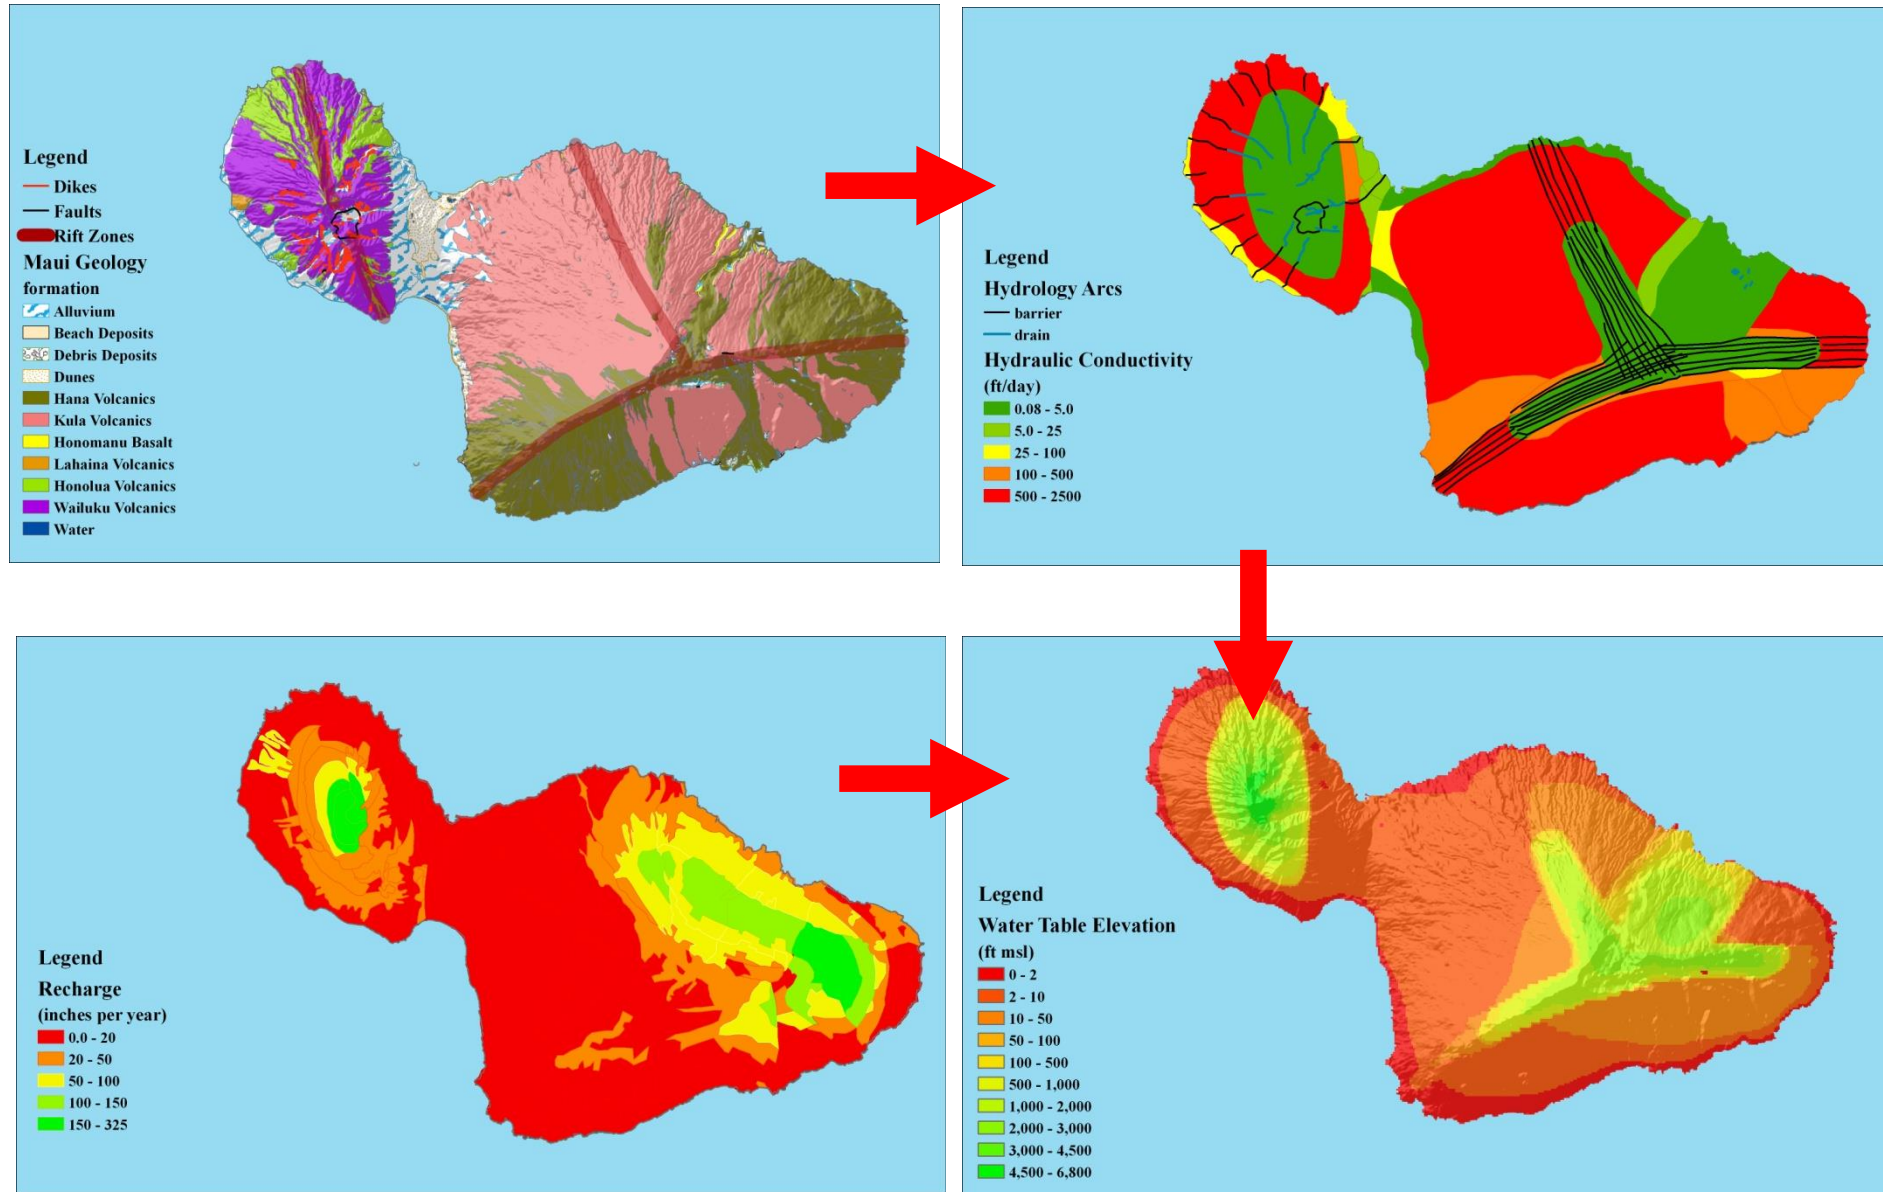 Legend
Dikes
Faults
Rift Zones
Maui Geology
formation
Alluvium
Beach Deposits
Debris Deposits
Dunes
Hana Volcanics
Kula Volcanics
Honomanu Basalt
Lahaina Volcanics
Honolua Volcanics
Wailuku Volcanics
Water
Legend
Hydrology Arcs
barrier
drain
Hydraulic Conductivity
(ft/day)
0.08 - 5.0
5.0 - 25
25 - 100
100 - 500
500 - 2500
Legend
Recharge
(inches per year)
0.0 - 20
20 - 50
50 - 100
100 - 150
150 - 325
Legend
Water Table Elevation
(ft msl)
0 - 2
2 - 10
10 - 50
50 - 100
100 - 500
500 - 1,000
1,000 - 2,000
2,000 - 3,000
3,000 - 4,500
4,500 - 6,800